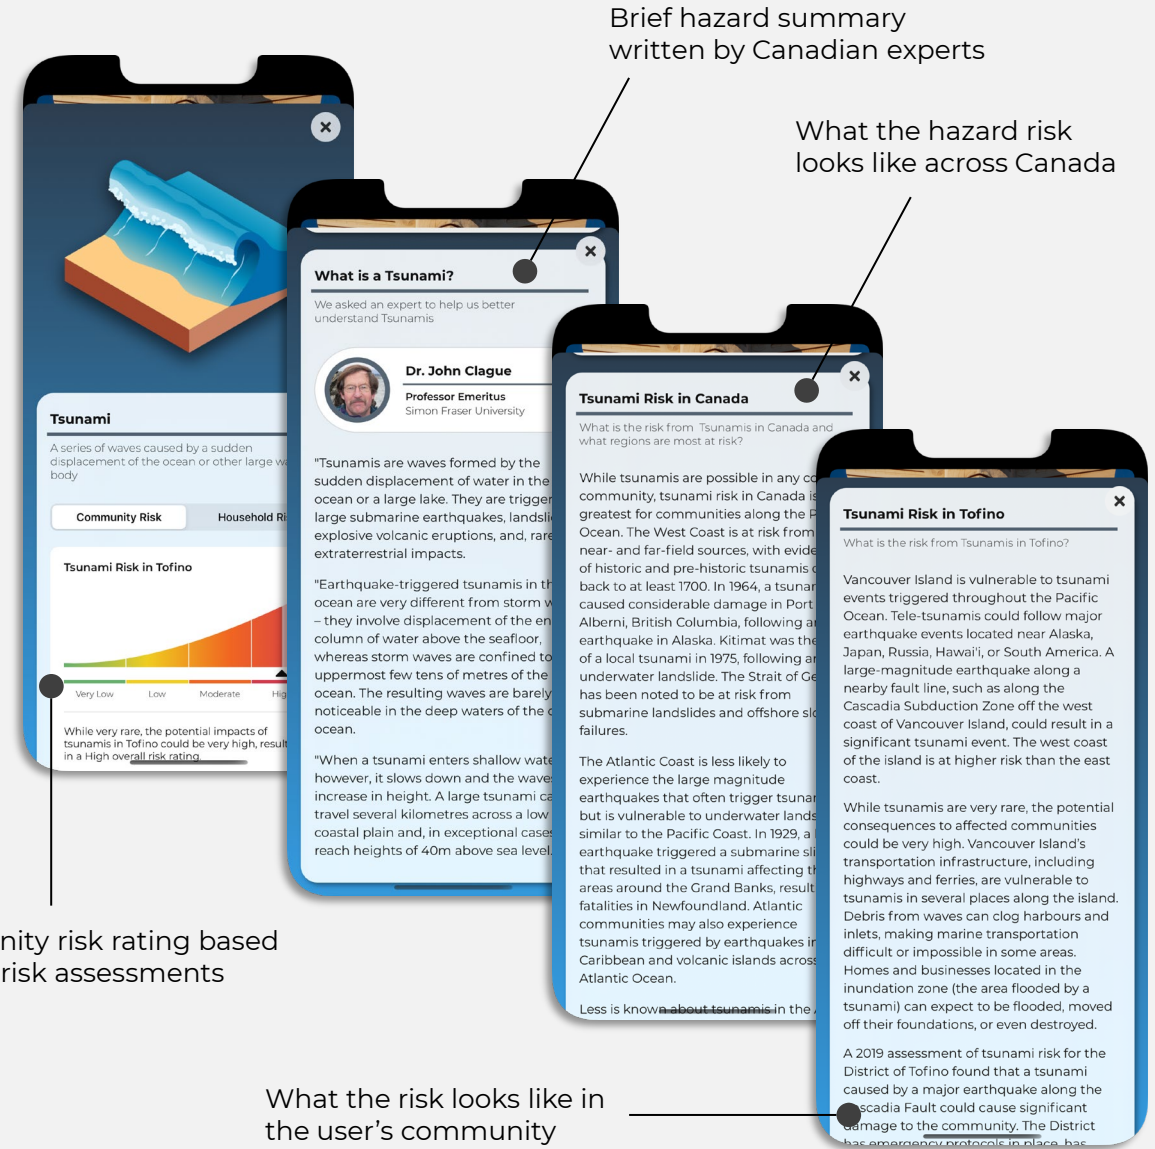 Brief hazard summary
written by Canadian experts
What the hazard risk
looks like across Canada
Tsunami
A series of waves caused by a sudden
displacement of the ocean or other large
body
Community Risk
Household
Tsunami Risk in Tofino
Very Low
Low
Moderate
While very rare, the potential impacts of
tsunamis in Tofino could be very high,
in a High overall risk rating.
risk rating based
risk assessments
What is a Tsunami?
We asked an expert to help us better
understand Tsunamis
Dr. John Clague
Professor Emeritus
Simon Fraser University
"Tsunamis are waves formed by the
sudden displacement of water in the
ocean or a large lake. They are
large submarine earthquakes,
explosive volcanic eruptions, and,
extraterrestrial impacts.
"Earthquake-triggered tsunamis in
ocean are very different from storm
– they involve displacement of the
column of water above the seafloor,
whereas storm waves are confined to
uppermost few tens of metres of the
ocean. The resulting waves are barely
noticeable in the deep waters of the
ocean.
"When a tsunami enters shallow
however, it slows down and the
increase in height. A large tsunami
travel several kilometres across a low
coastal plain and, in exceptional
reach heights of 40m above sea level.
Tsunami Risk in Canada
What is the risk from Tsunamis in Canada and
what regions are most at risk?
While tsunamis are possible in any
community, tsunami risk in Canada
greatest for communities along the
Ocean. The West Coast is at risk from
near- and far-field sources, with
of historic and pre-historic tsunamis
back to at least 1700. In 1964, a
caused considerable damage in Port
Alberni, British Columbia, following
earthquake in Alaska. Kitimat was
of a local tsunami in 1975, following
underwater landslide. The Strait of
has been noted to be at risk from
submarine landslides and offshore
failures.
The Atlantic Coast is less likely to
experience the large magnitude
earthquakes that often trigger
but is vulnerable to underwater
similar to the Pacific Coast. In 1929, a
earthquake triggered a submarine
that resulted in a tsunami affecting
areas around the Grand Banks,
fatalities in Newfoundland. Atlantic
communities may also experience
tsunamis triggered by earthquakes
Caribbean and volcanic islands across
Atlantic Ocean.
Less is known about tsunamis in the
Tsunami Risk in Tofino
What is the risk from Tsunamis in Tofino?
Vancouver Island is vulnerable to tsunami
events triggered throughout the Pacific
Ocean. Tele-tsunamis could follow major
earthquake events located near Alaska,
Japan, Russia, Hawai'i, or South America. A
large-magnitude earthquake along a
nearby fault line, such as along the
Cascadia Subduction Zone off the west
coast of Vancouver Island, could result in a
significant tsunami event. The west coast
of the island is at higher risk than the east
coast.
While tsunamis are very rare, the potential
consequences to affected communities
could be very high. Vancouver Island's
transportation infrastructure, including
highways and ferries, are vulnerable to
tsunamis in several places along the island.
Debris from waves can clog harbours and
inlets, making marine transportation
difficult or impossible in some areas.
Homes and businesses located in the
inundation zone (the area flooded by a
tsunami) can expect to be flooded, moved
off their foundations, or even destroyed.
A 2019 assessment of tsunami risk for the
District of Tofino found that a tsunami
caused by a major earthquake along the
Cascadia Fault could cause significant
damage to the community. The District
has emergency protocols in place, has
What the risk looks like in
the user's community